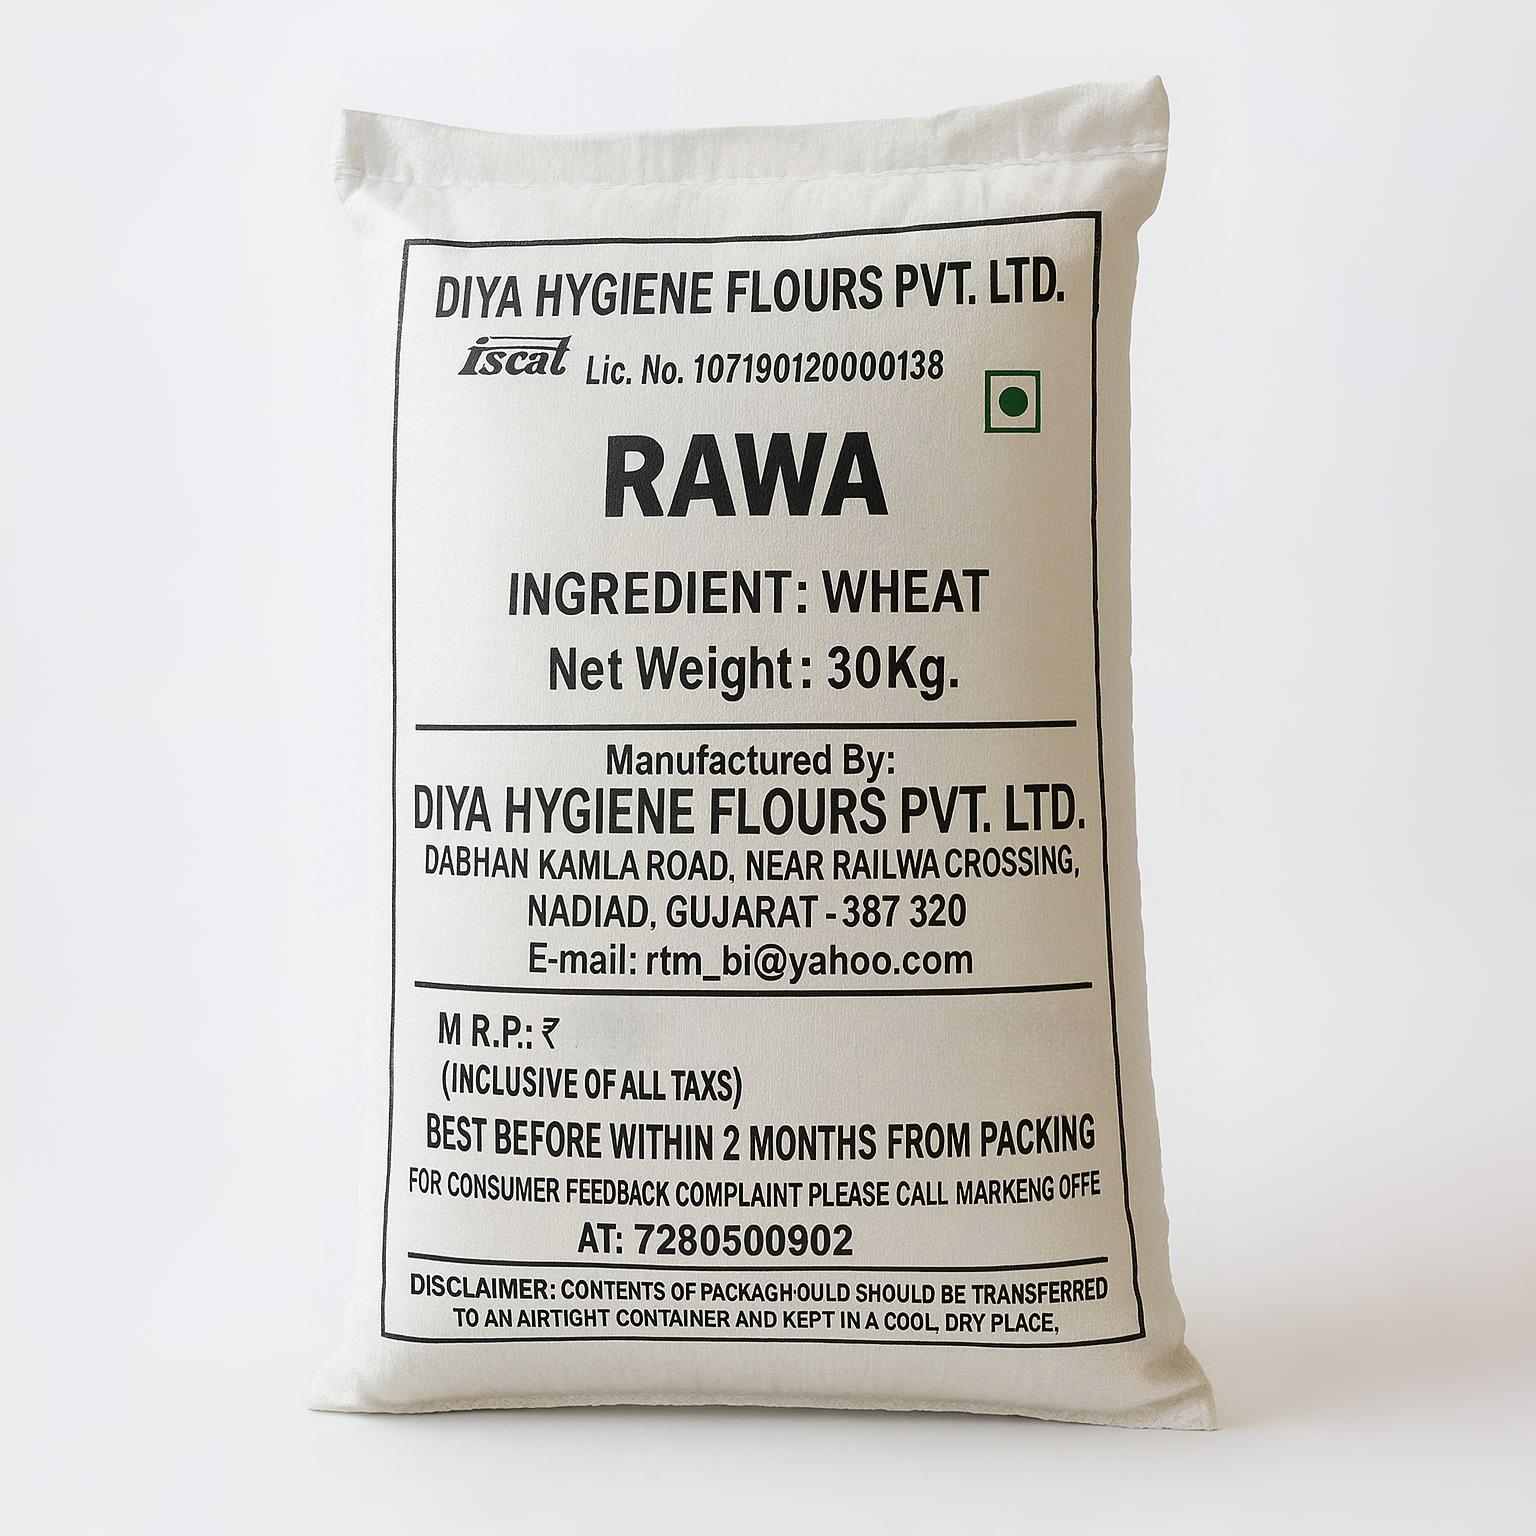 DIYA HYGIENE FLOURS PVT. LTD.
iscat Lic. No. 107190120000138
RAWA
INGREDIENT: WHEAT
Net Weight: 30Kg.
Manufactured By:
DIYA HYGIENE FLOURS PVT. LTD.
DABHAN KAMLA ROAD, NEAR RAILWA CROSSING,
NADIAD, GUJARAT - 387 320
E-mail: rtm_bi@yahoo.com
M R.P.: ₹
(INCLUSIVE OF ALL TAXS)
BEST BEFORE WITHIN 2 MONTHS FROM PACKING
FOR CONSUMER FEEDBACK COMPLAINT PLEASE CALL MARKENG OFFE
AT: 7280500902
DISCLAIMER: CONTENTS OF PACKAGH·OULD SHOULD BE TRANSFERRED
TO AN AIRTIGHT CONTAINER AND KEPT IN A COOL, DRY PLACE,